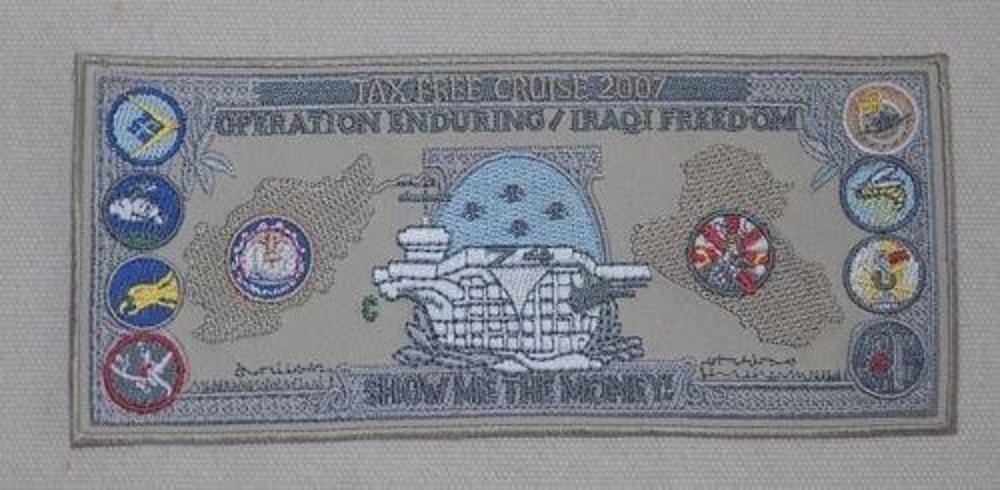 TAX FREE CRUISE 2007
OPERATION ENDURING / IRAQI FREEDOM
74
SHOW ME THE MONEY!